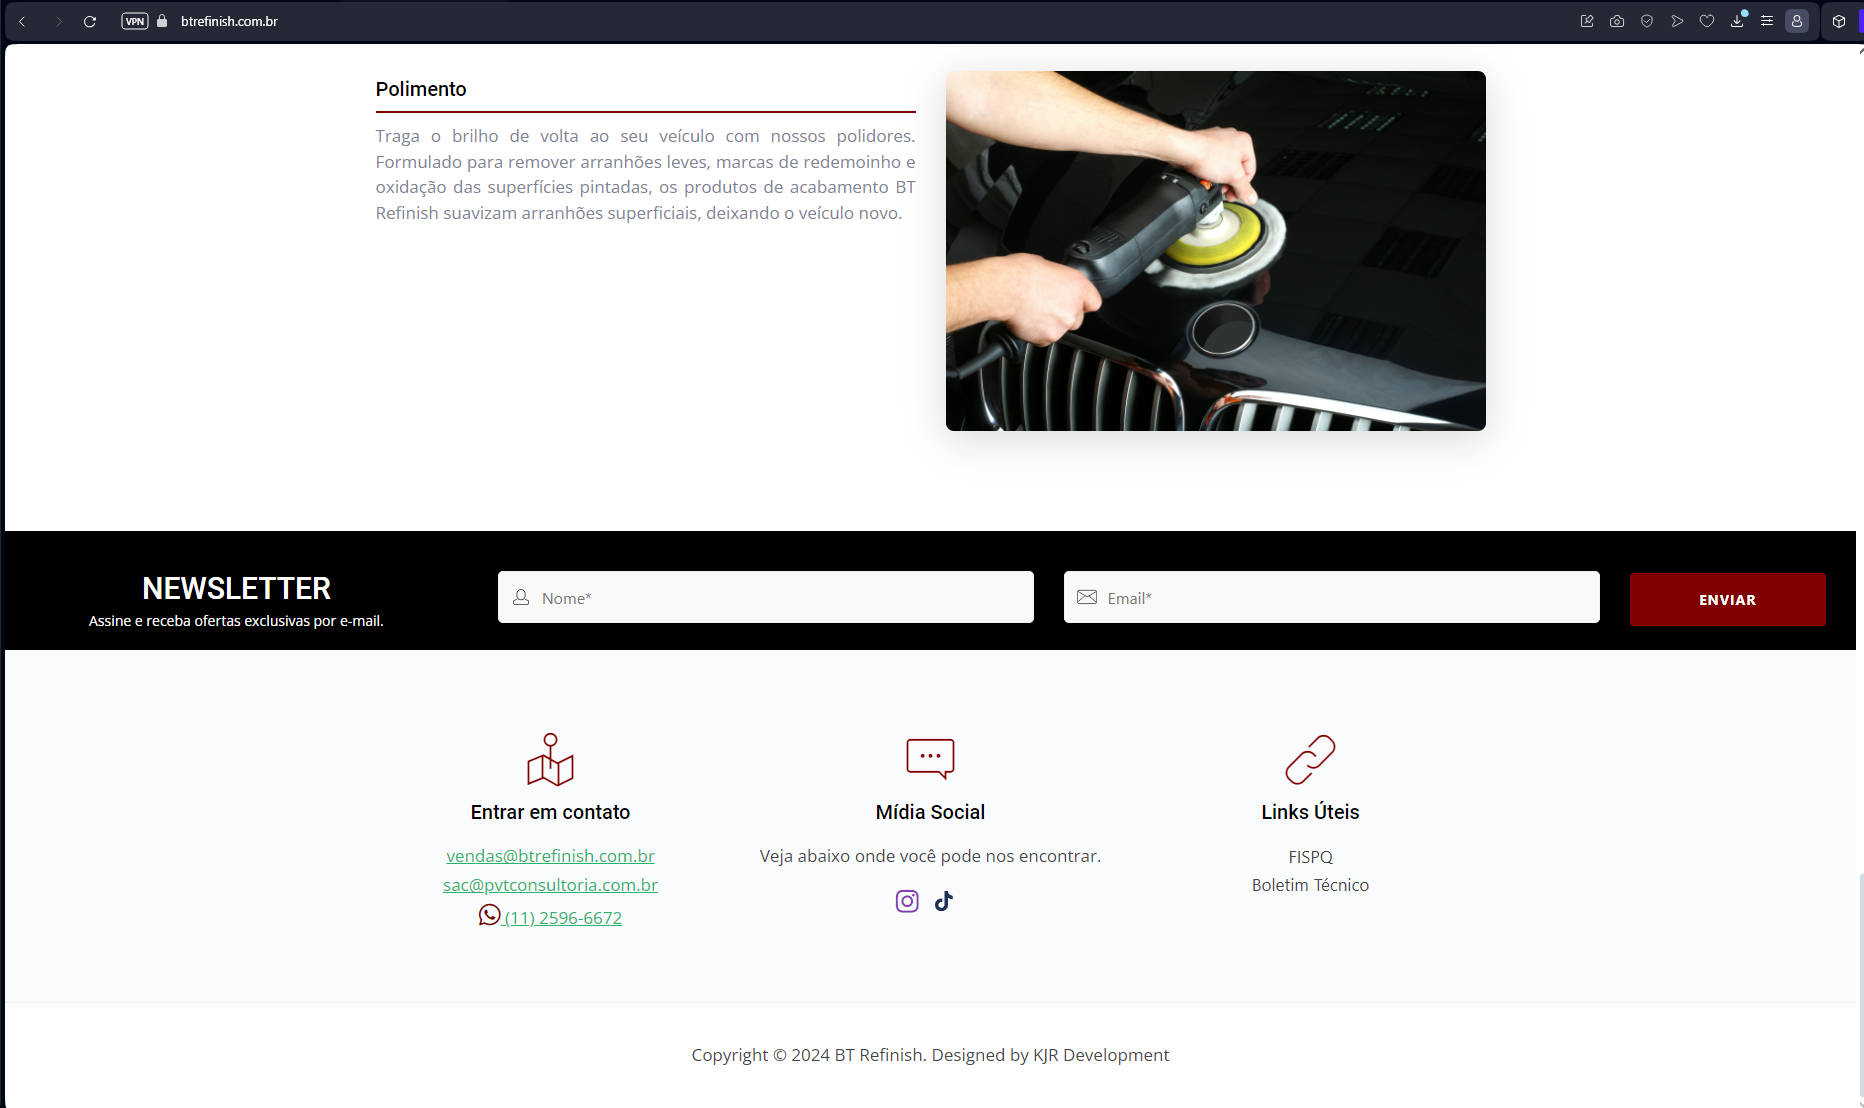 VPN
btrefinish.com.br
Polimento
Traga o brilho de volta ao seu veículo com nossos polidores.
Formulado para remover arranhões leves, marcas de redemoinho e
oxidação das superfícies pintadas, os produtos de acabamento BT
Refinish suavizam arranhões superficiais, deixando o veículo novo.
NEWSLETTER
Assine e receba ofertas exclusivas por e-mail.
Nome*
Email*
ENVIAR
Entrar em contato
vendas@btrefinish.com.br
sac@pvtconsultoria.com.br
(11) 2596-6672
Mídia Social
Veja abaixo onde você pode nos encontrar.
Links Úteis
FISPQ
Boletim Técnico
Copyright © 2024 BT Refinish. Designed by KJR Development